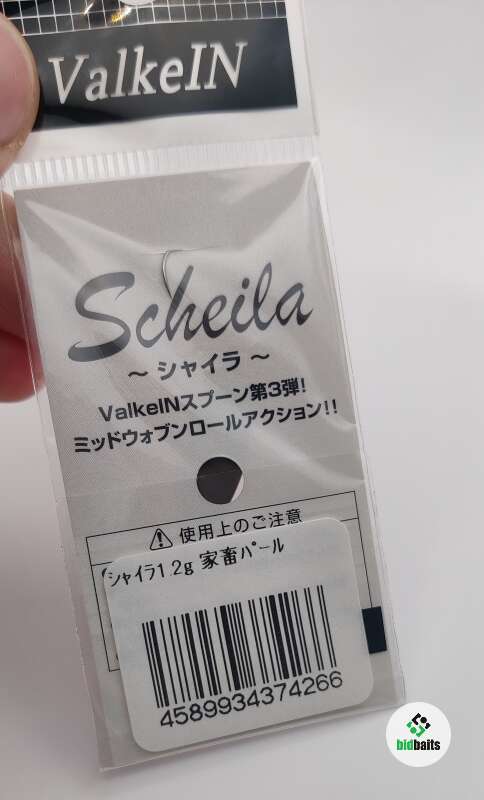 ValkeIN
Scheila
～ シャイラ ～
ValkeINスプーン第3弾!
ミッドウォブンロールアクション!!
⚠ 使用上のご注意
シャイラ1.2g 家畜パール
4589934374266
bidbaits